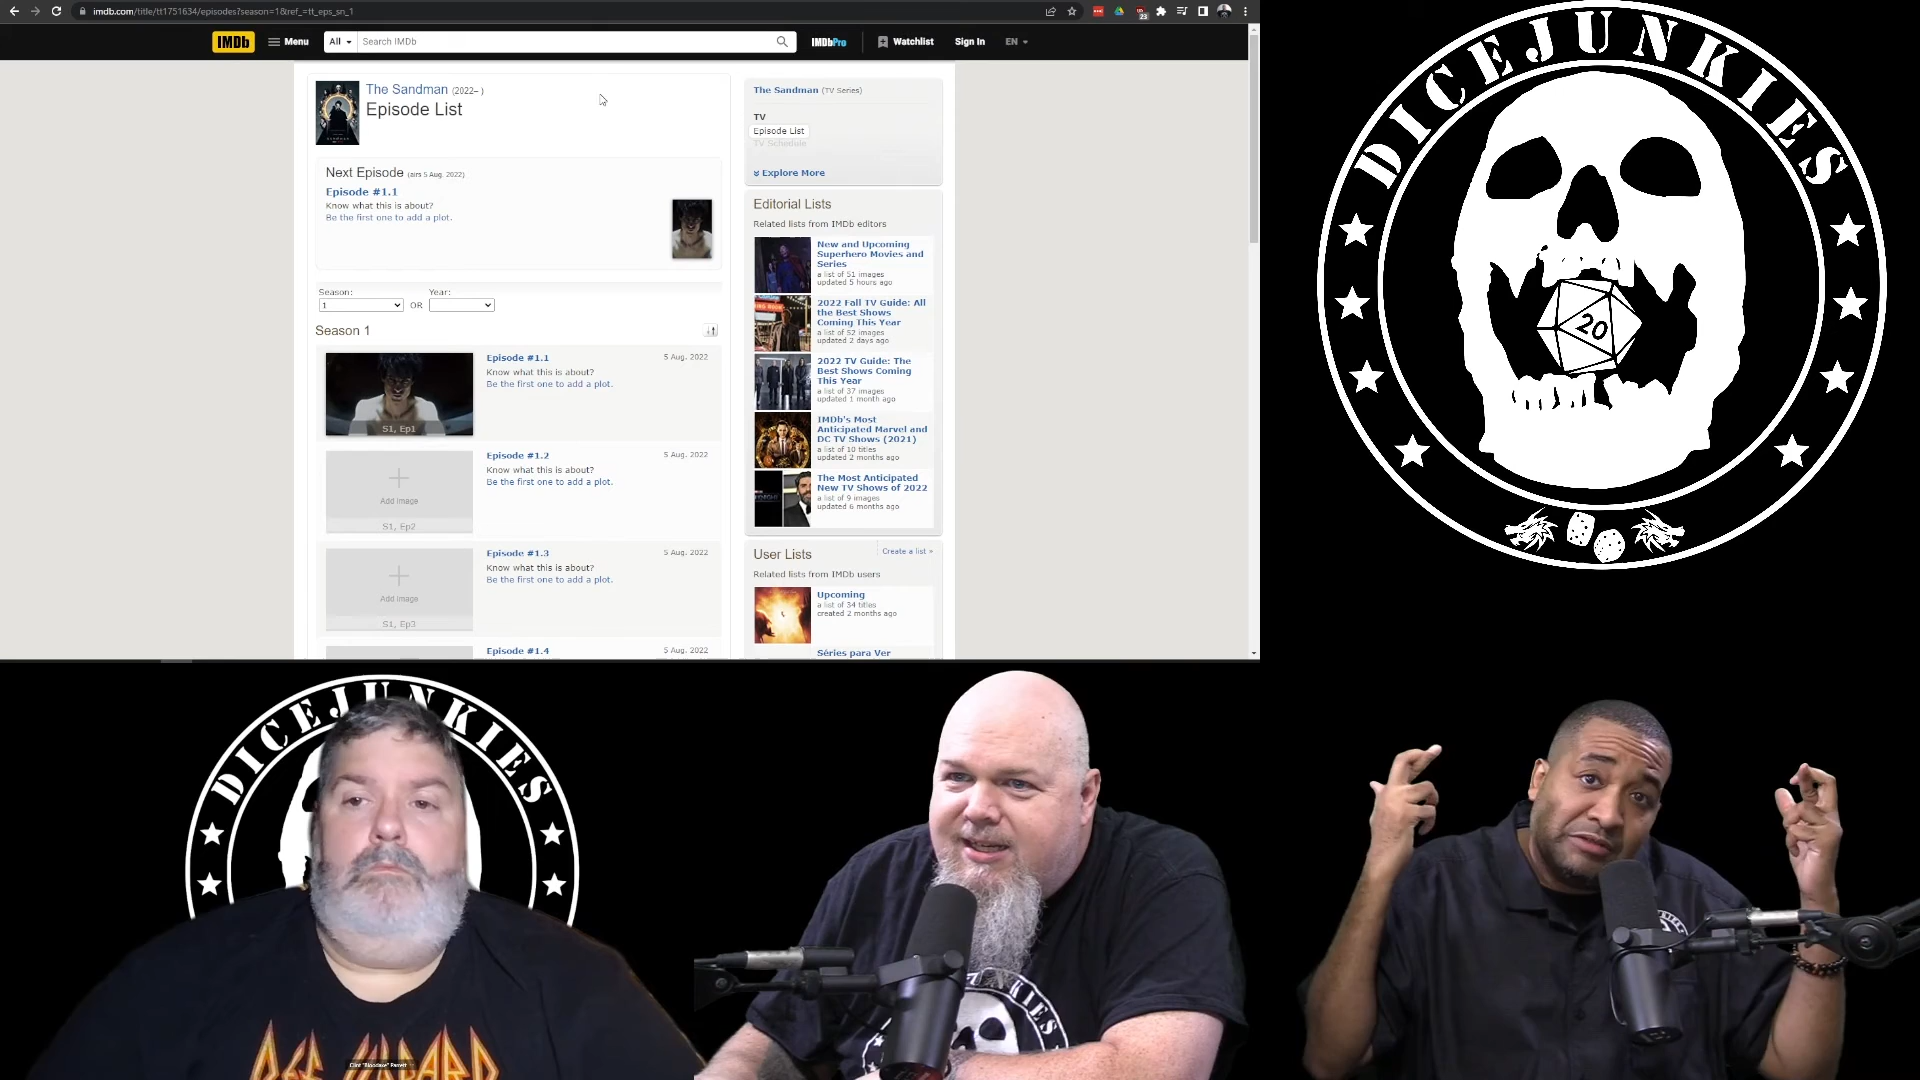 imdb.com/title/tt1751634/episodes?season=1&ref_=tt_eps_sn_1
23
IMDb
Menu
All
Search IMDb
IMDbPro
Watchlist
Sign In
EN
The Sandman (2022– )
Episode List
Next Episode (airs 5 Aug. 2022)
Episode #1.1
Know what this is about?
Be the first one to add a plot.
Season:
Year:
1
OR
Season 1
Episode #1.1
5 Aug. 2022
Know what this is about?
Be the first one to add a plot.
S1, Ep1
Episode #1.2
5 Aug. 2022
Know what this is about?
Be the first one to add a plot.
Add Image
S1, Ep2
Episode #1.3
5 Aug. 2022
Know what this is about?
Be the first one to add a plot.
Add Image
S1, Ep3
Episode #1.4
5 Aug. 2022
The Sandman (TV Series)
TV
Episode List
TV Schedule
Explore More
Editorial Lists
Related lists from IMDb editors
New and Upcoming
Superhero Movies and
Series
a list of 51 images
updated 5 hours ago
2022 Fall TV Guide: All
the Best Shows
Coming This Year
a list of 52 images
updated 2 days ago
2022 TV Guide: The
Best Shows Coming
This Year
a list of 37 images
updated 1 month ago
IMDb's Most
Anticipated Marvel and
DC TV Shows (2021)
a list of 10 titles
updated 2 months ago
The Most Anticipated
New TV Shows of 2022
a list of 9 images
updated 6 months ago
User Lists
Create a list »
Related lists from IMDb users
Upcoming
a list of 34 titles
created 2 months ago
Séries para Ver
DICEJUNKIES
20
DICEJUNKIES
DEF LEPPARD
Clint "Bloodaxe" Parrett